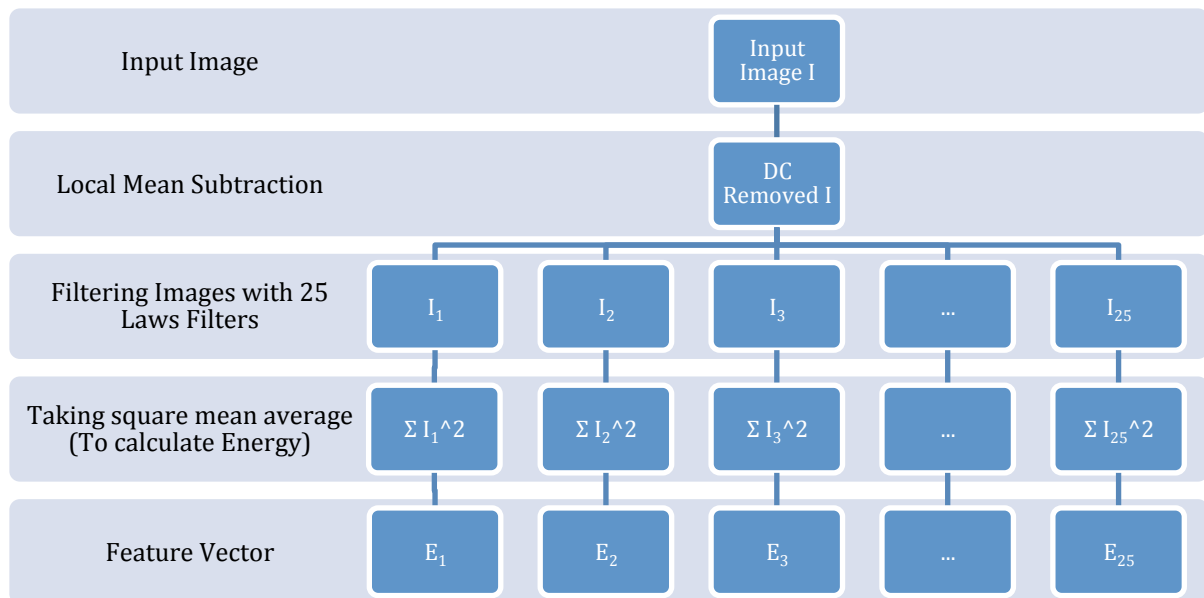 Input Image
Input
Image I
Local Mean Subtraction
DC
Removed I
Filtering Images with 25
Laws Filters
I₁
I₂
I₃
...
I₂₅
Taking square mean average
(To calculate Energy)
Σ I₁^2
Σ I₂^2
Σ I₃^2
...
Σ I₂₅^2
Feature Vector
E₁
E₂
E₃
...
E₂₅